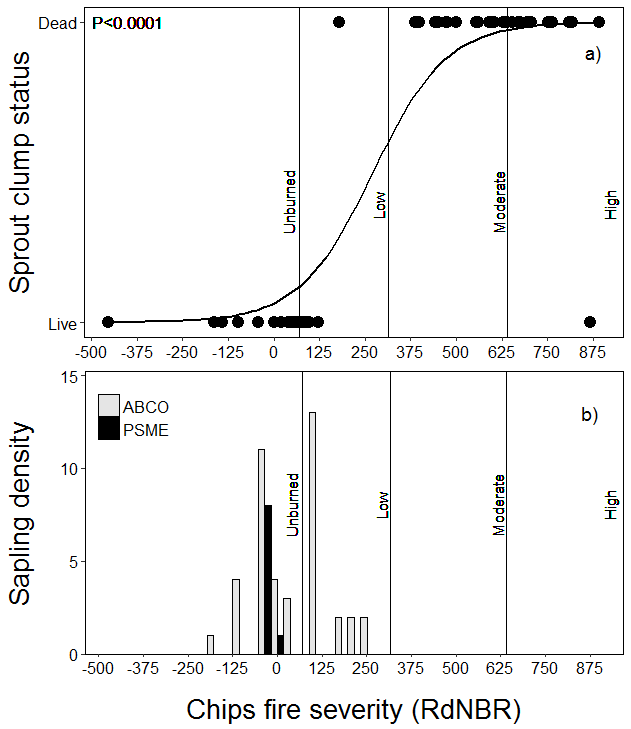 Dead
P<0.0001
a)
Sprout clump status
Unburned
Low
Moderate
High
Live
-500 -375 -250 -125 0 125 250 375 500 625 750 875
15
ABCO
PSME
b)
10
Sapling density
Unburned
Low
Moderate
High
5
0
-500 -375 -250 -125 0 125 250 375 500 625 750 875
Chips fire severity (RdNBR)